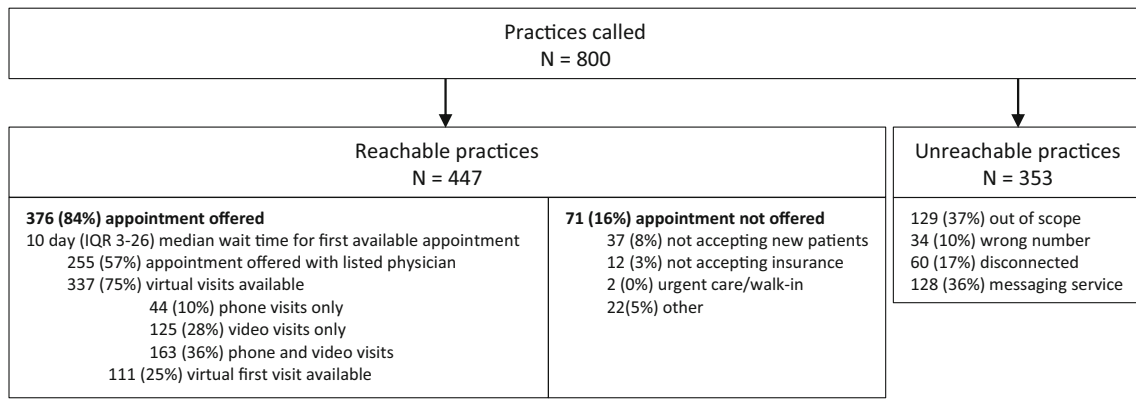 Practices called
N = 800
Reachable practices
N = 447
Unreachable practices
N = 353
376 (84%) appointment offered
10 day (IQR 3-26) median wait time for first available appointment
255 (57%) appointment offered with listed physician
337 (75%) virtual visits available
44 (10%) phone visits only
125 (28%) video visits only
163 (36%) phone and video visits
111 (25%) virtual first visit available
71 (16%) appointment not offered
37 (8%) not accepting new patients
12 (3%) not accepting insurance
2 (0%) urgent care/walk-in
22(5%) other
129 (37%) out of scope
34 (10%) wrong number
60 (17%) disconnected
128 (36%) messaging service